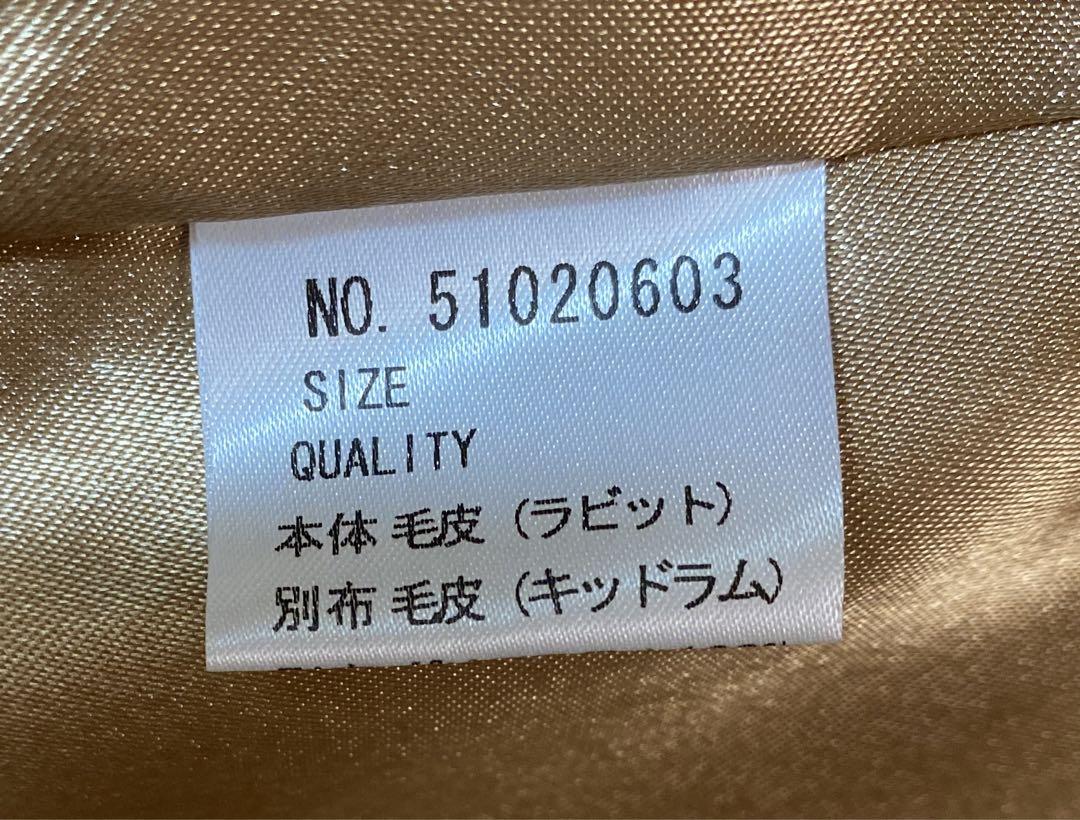 NO. 51020603
SIZE
QUALITY
本体 毛皮 (ラビット)
別布 毛皮 (キッドラム)